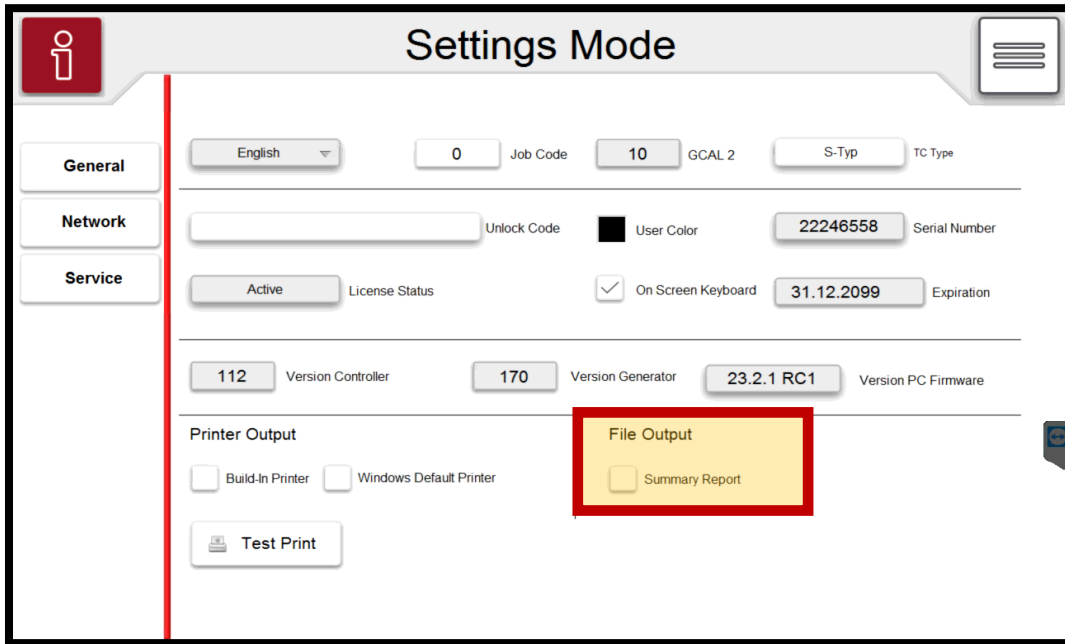 Settings Mode
General
Network
Service
English 0 Job Code 10 GCAL 2 S-Typ TC Type
Unlock Code User Color 22246558 Serial Number
Active License Status On Screen Keyboard 31.12.2099 Expiration
112 Version Controller 170 Version Generator 23.2.1 RC1 Version PC Firmware
Printer Output File Output
Build-In Printer Windows Default Printer Summary Report
Test Print